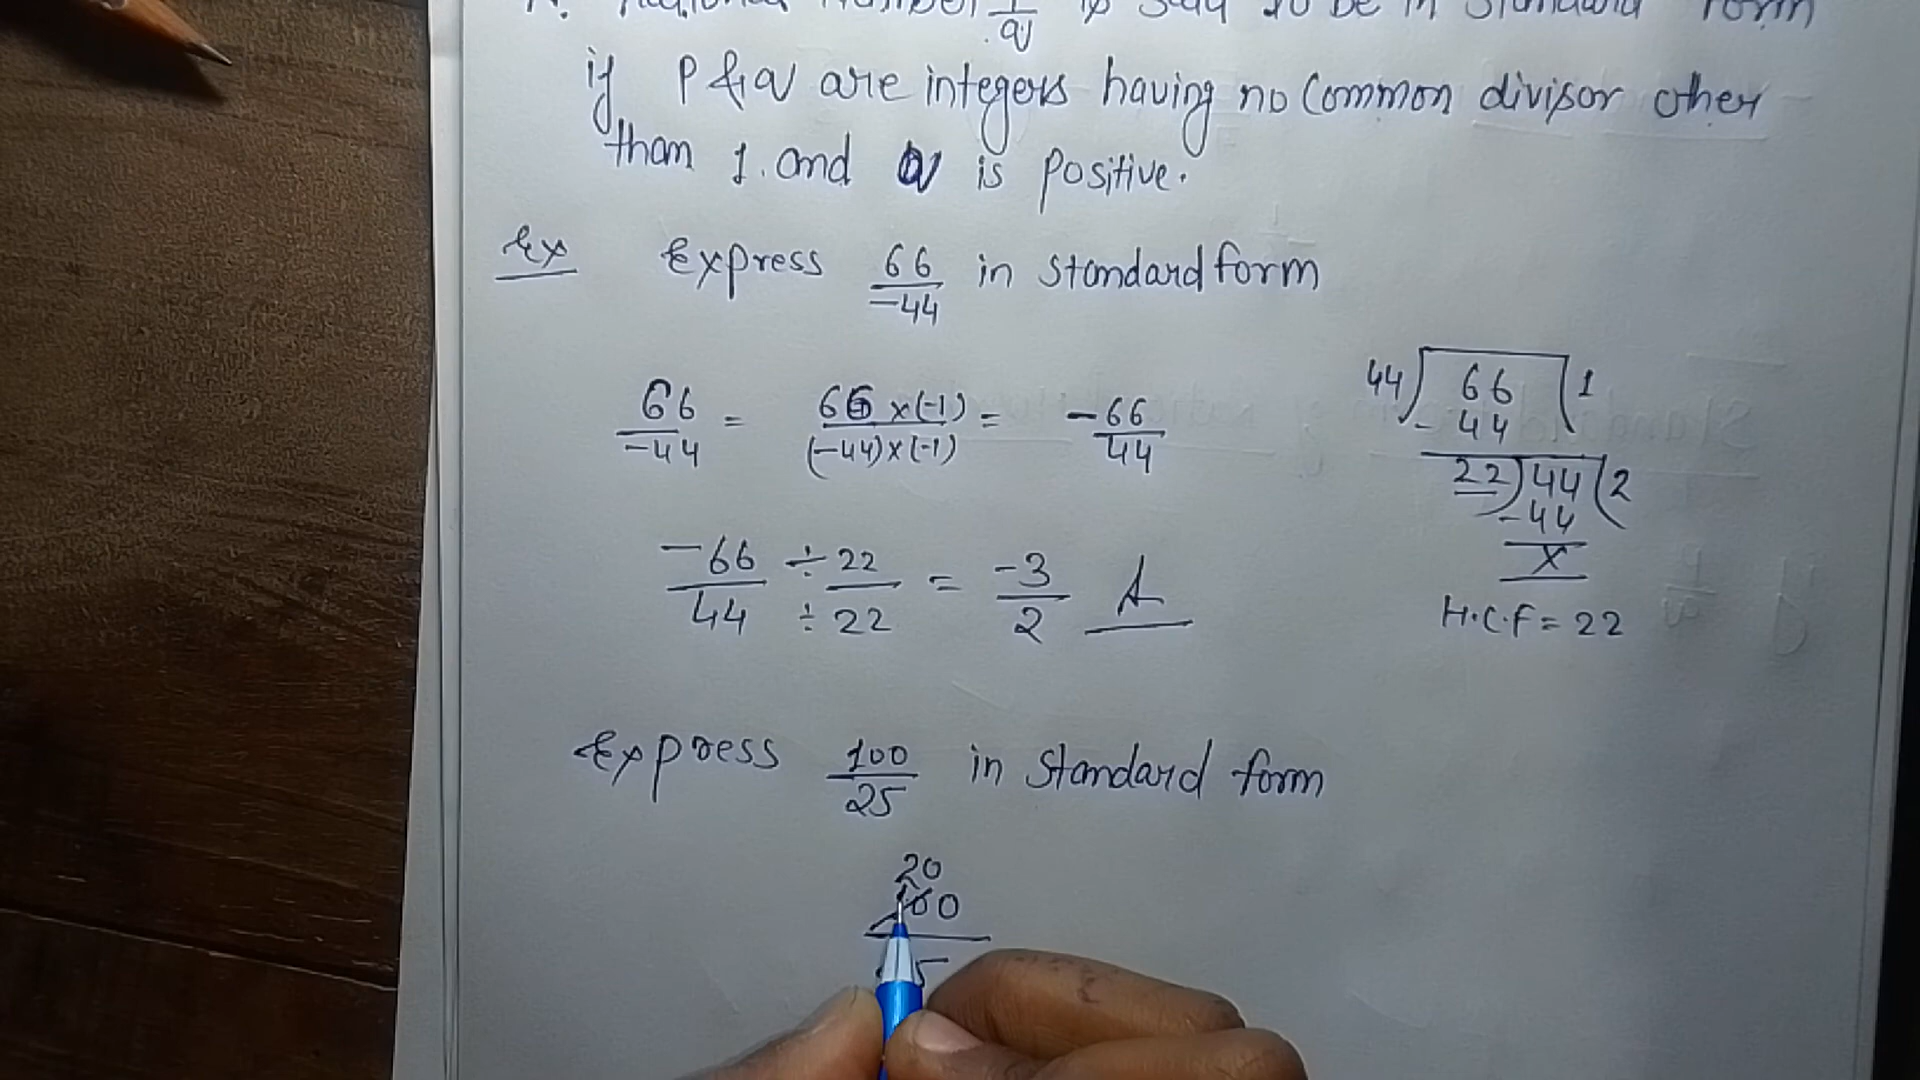 if P & q are integers having no common divisor other
than 1. and q is positive.
Ex Express 66/-44 in standard form
66/-44 = 66×(-1)/(-44)×(-1) = -66/44
-66/44 ÷22/÷22 = -3/2 A
44) 66 (1
- 44
22) 44 (2
-44
×
H.C.F = 22
Express 100/25 in standard form
20
100